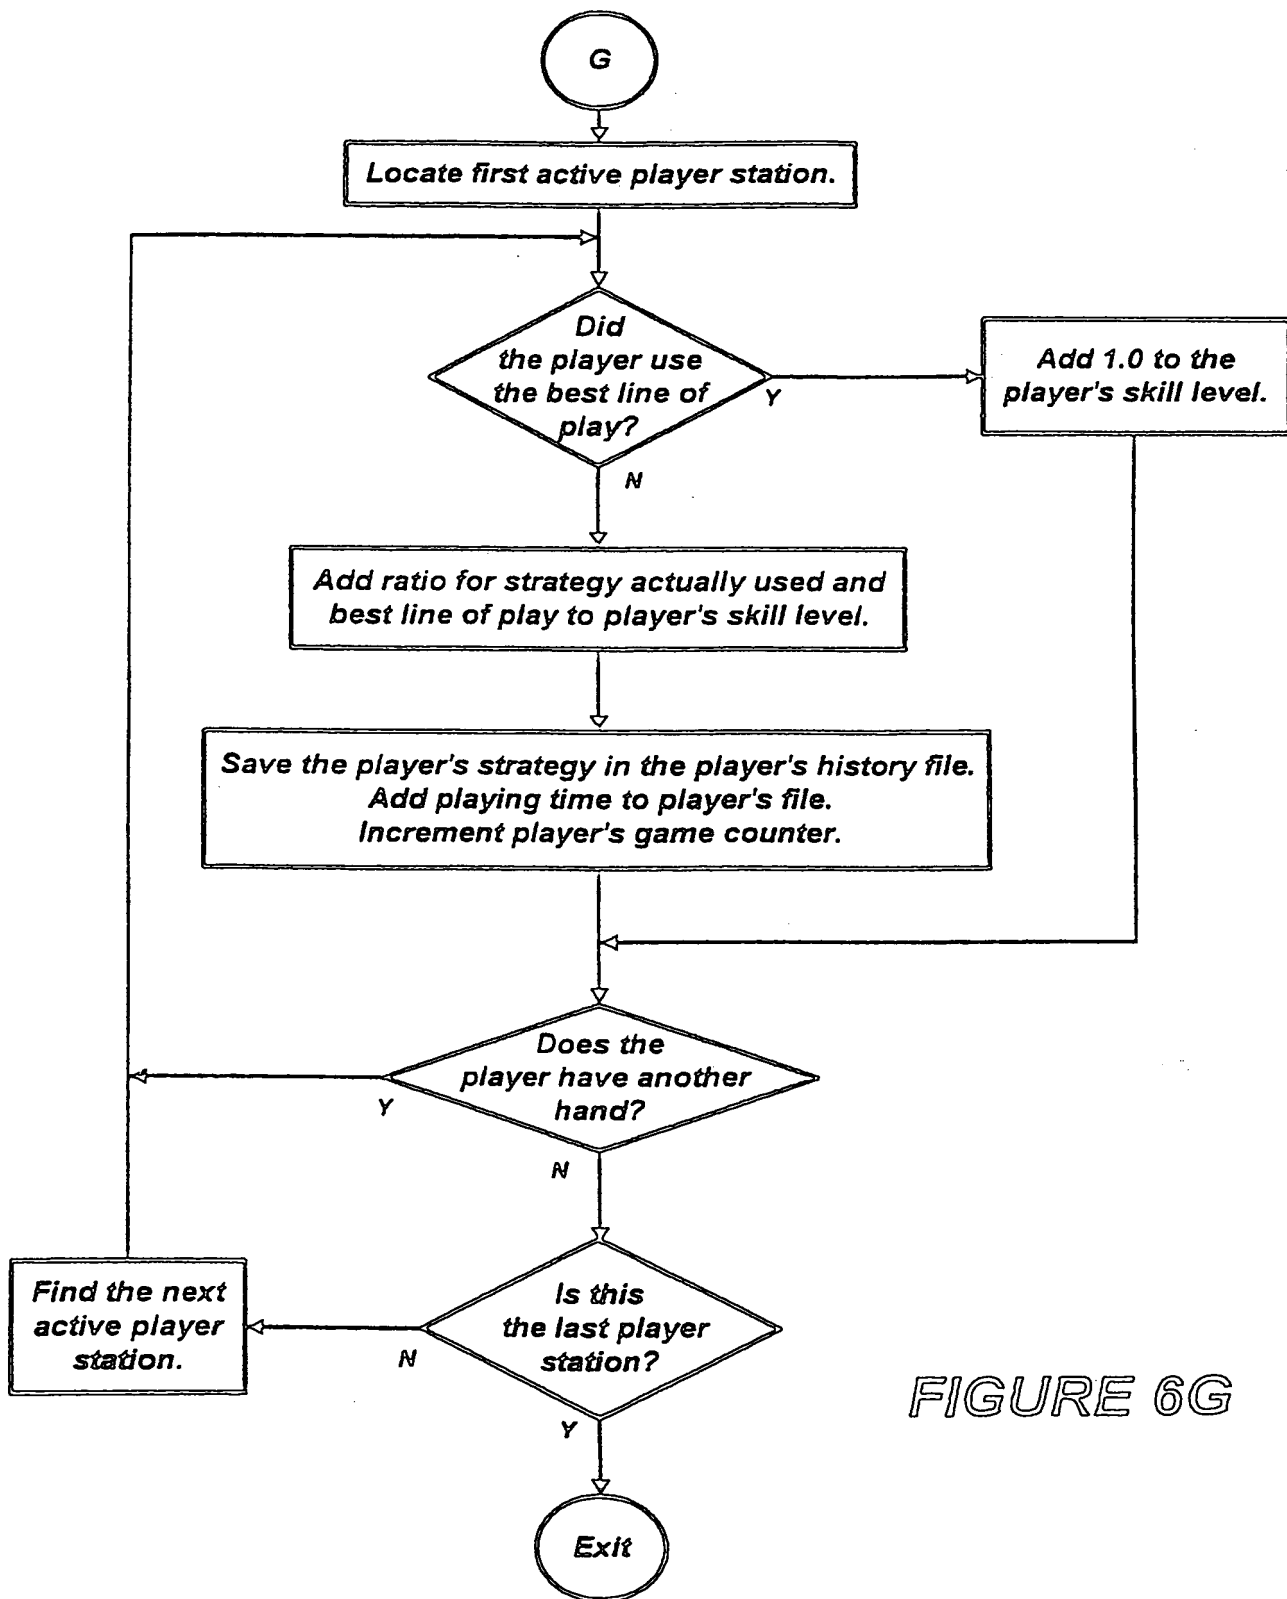 G
Locate first active player station.
Did
the player use
the best line of
play?
Y
Add 1.0 to the
player's skill level.
N
Add ratio for strategy actually used and
best line of play to player's skill level.
Save the player's strategy in the player's history file.
Add playing time to player's file.
Increment player's game counter.
Does the
player have another
hand?
Y
N
Is this
the last player
station?
N
Find the next
active player
station.
Y
FIGURE 6G
Exit